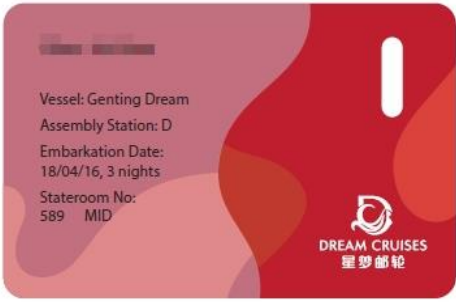 Vessel: Genting Dream
Assembly Station: D
Embarkation Date:
18/04/16, 3 nights
Stateroom No:
589 MID
DREAM CRUISES
星梦邮轮